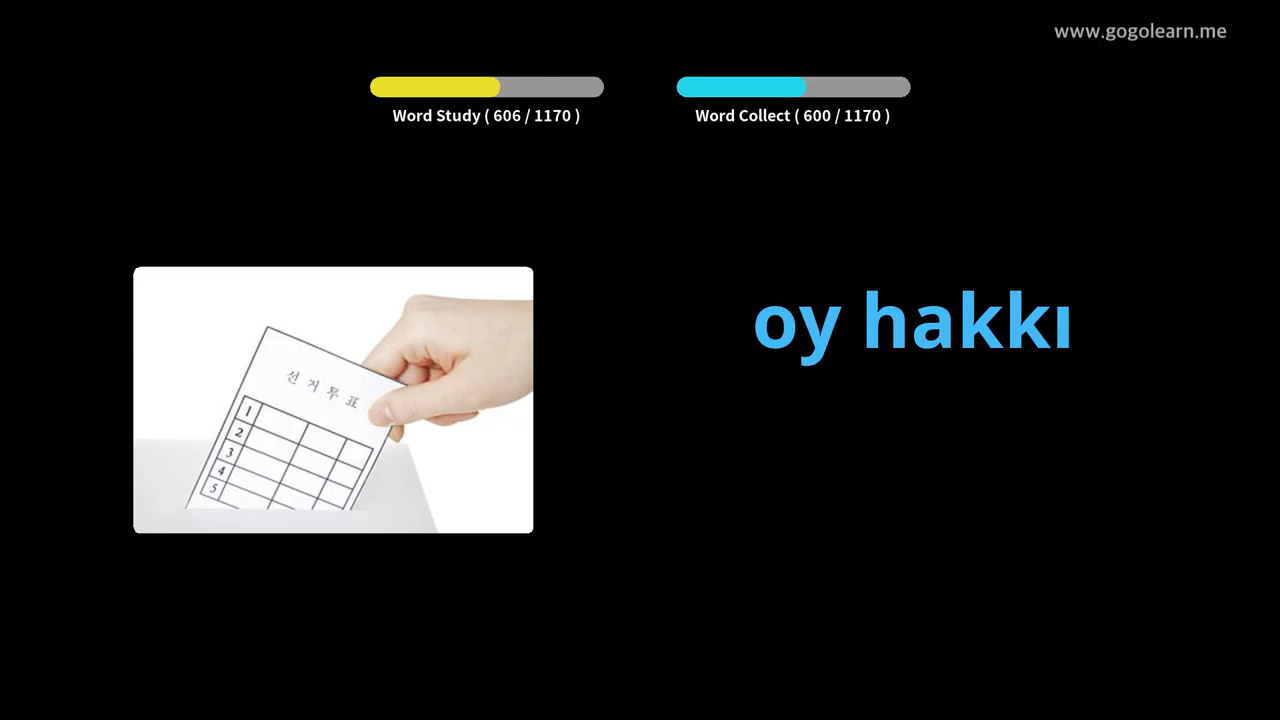 www.gogolearn.me
Word Study ( 606 / 1170 )
Word Collect ( 600 / 1170 )
oy hakkı
선거투표
1
2
3
4
5